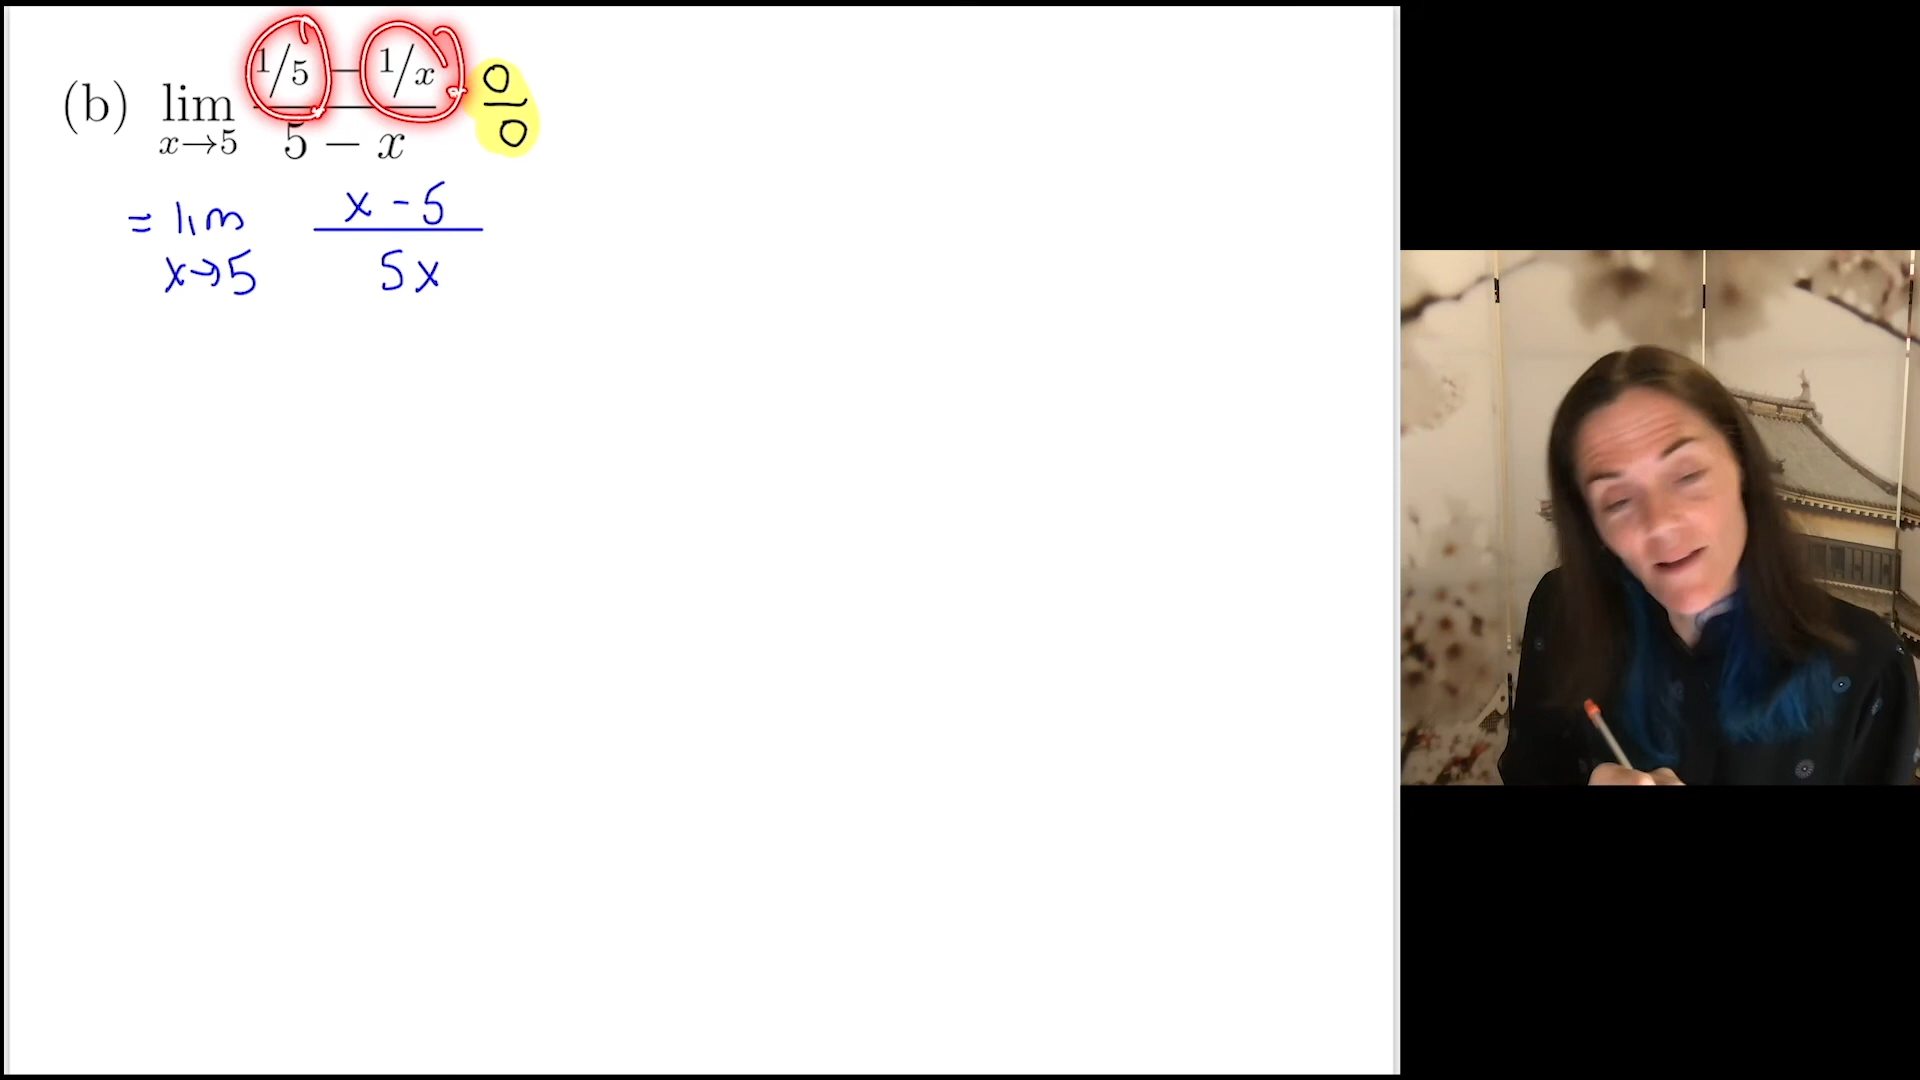 (b) lim x→5 (1/5 − 1/x)/(5 − x) 0/0
= lim x→5 (x - 5)/(5x)